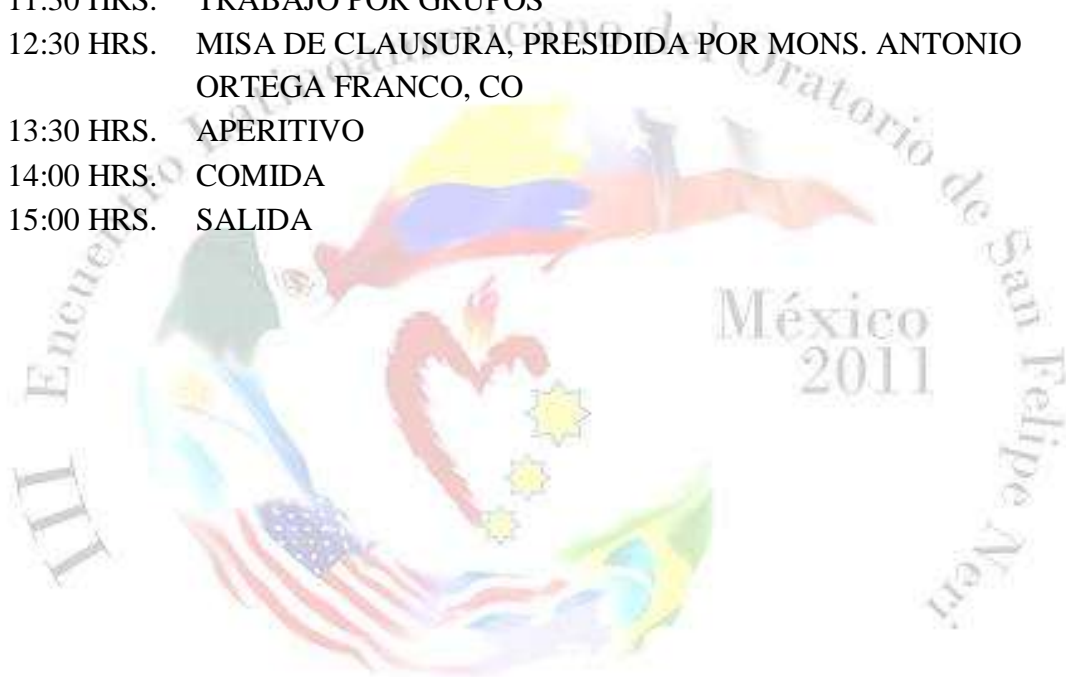 11:30 HRS. TRABAJO POR GRUPOS
12:30 HRS. MISA DE CLAUSURA, PRESIDIDA POR MONS. ANTONIO
ORTEGA FRANCO, CO
13:30 HRS. APERITIVO
14:00 HRS. COMIDA
15:00 HRS. SALIDA
III Encuentro Latinoamericano del Oratorio de San Felipe Neri
México
2011